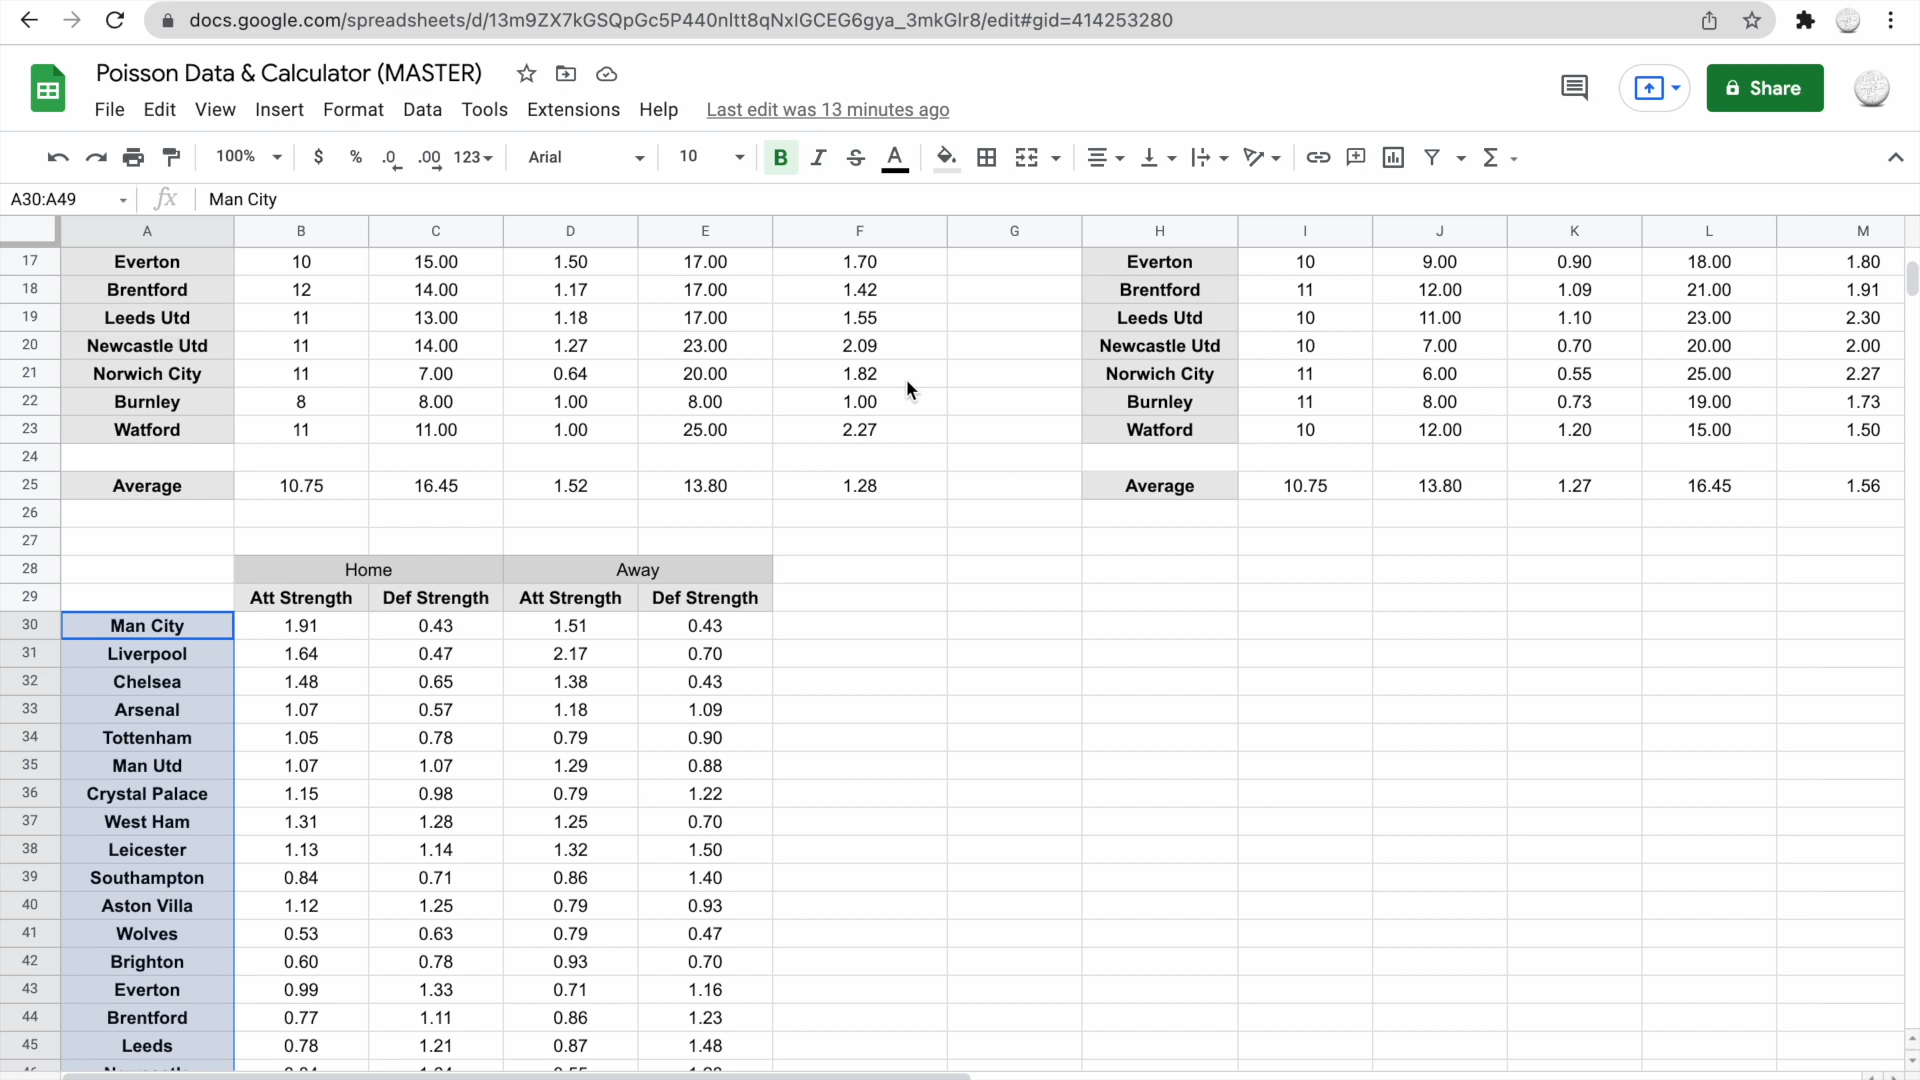 docs.google.com/spreadsheets/d/13m9ZX7kGSQpGc5P440nltt8qNxIGCEG6gya_3mkGlr8/edit#gid=414253280
Poisson Data & Calculator (MASTER)
File Edit View Insert Format Data Tools Extensions Help Last edit was 13 minutes ago
Share
100% $ % .0 .00 123 Arial 10 B I S A
A30:A49 fx Man City
A B C D E F G H I J K L M
17 Everton 10 15.00 1.50 17.00 1.70 Everton 10 9.00 0.90 18.00 1.80
18 Brentford 12 14.00 1.17 17.00 1.42 Brentford 11 12.00 1.09 21.00 1.91
19 Leeds Utd 11 13.00 1.18 17.00 1.55 Leeds Utd 10 11.00 1.10 23.00 2.30
20 Newcastle Utd 11 14.00 1.27 23.00 2.09 Newcastle Utd 10 7.00 0.70 20.00 2.00
21 Norwich City 11 7.00 0.64 20.00 1.82 Norwich City 11 6.00 0.55 25.00 2.27
22 Burnley 8 8.00 1.00 8.00 1.00 Burnley 11 8.00 0.73 19.00 1.73
23 Watford 11 11.00 1.00 25.00 2.27 Watford 10 12.00 1.20 15.00 1.50
24
25 Average 10.75 16.45 1.52 13.80 1.28 Average 10.75 13.80 1.27 16.45 1.56
26
27
28 Home Away
29 Att Strength Def Strength Att Strength Def Strength
30 Man City 1.91 0.43 1.51 0.43
31 Liverpool 1.64 0.47 2.17 0.70
32 Chelsea 1.48 0.65 1.38 0.43
33 Arsenal 1.07 0.57 1.18 1.09
34 Tottenham 1.05 0.78 0.79 0.90
35 Man Utd 1.07 1.07 1.29 0.88
36 Crystal Palace 1.15 0.98 0.79 1.22
37 West Ham 1.31 1.28 1.25 0.70
38 Leicester 1.13 1.14 1.32 1.50
39 Southampton 0.84 0.71 0.86 1.40
40 Aston Villa 1.12 1.25 0.79 0.93
41 Wolves 0.53 0.63 0.79 0.47
42 Brighton 0.60 0.78 0.93 0.70
43 Everton 0.99 1.33 0.71 1.16
44 Brentford 0.77 1.11 0.86 1.23
45 Leeds 0.78 1.21 0.87 1.48